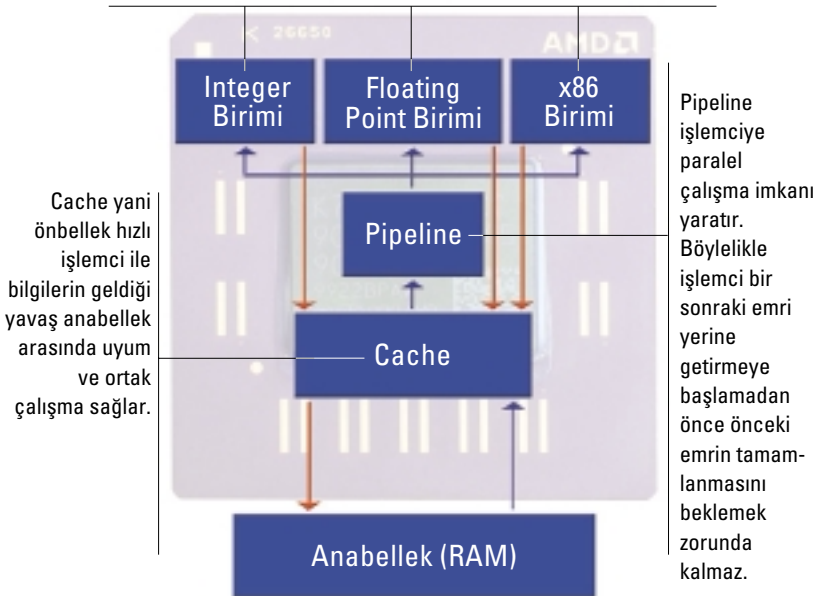 K 26650
AMD
Integer
Birimi
Floating
Point Birimi
x86
Birimi
Pipeline
Cache
Anabellek (RAM)
Cache yani
önbellek hızlı
işlemci ile
bilgilerin geldiği
yavaş anabellek
arasında uyum
ve ortak
çalışma sağlar.
Pipeline
işlemciye
paralel
çalışma imkanı
yaratır.
Böylelikle
işlemci bir
sonraki emri
yerine
getirmeye
başlamadan
önce önceki
emrin tamam-
lanmasını
beklemek
zorunda
kalmaz.